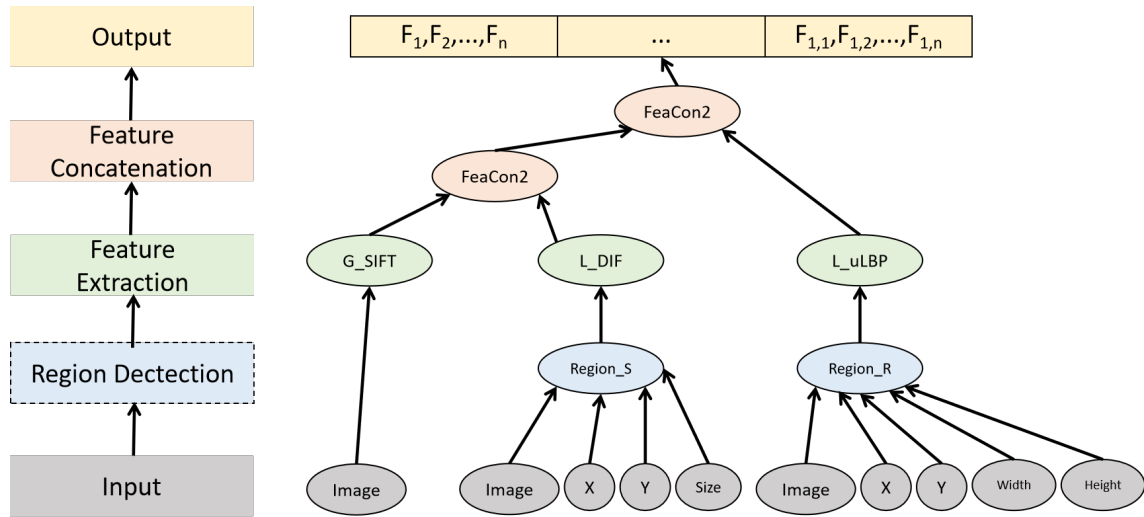 Output
Feature
Concatenation
Feature
Extraction
Region Dectection
Input
F1,F2,...,Fn
...
F1,1,F1,2,...,F1,n
FeaCon2
FeaCon2
G_SIFT
L_DIF
L_uLBP
Region_S
Region_R
Image
Image
X
Y
Size
Image
X
Y
Width
Height